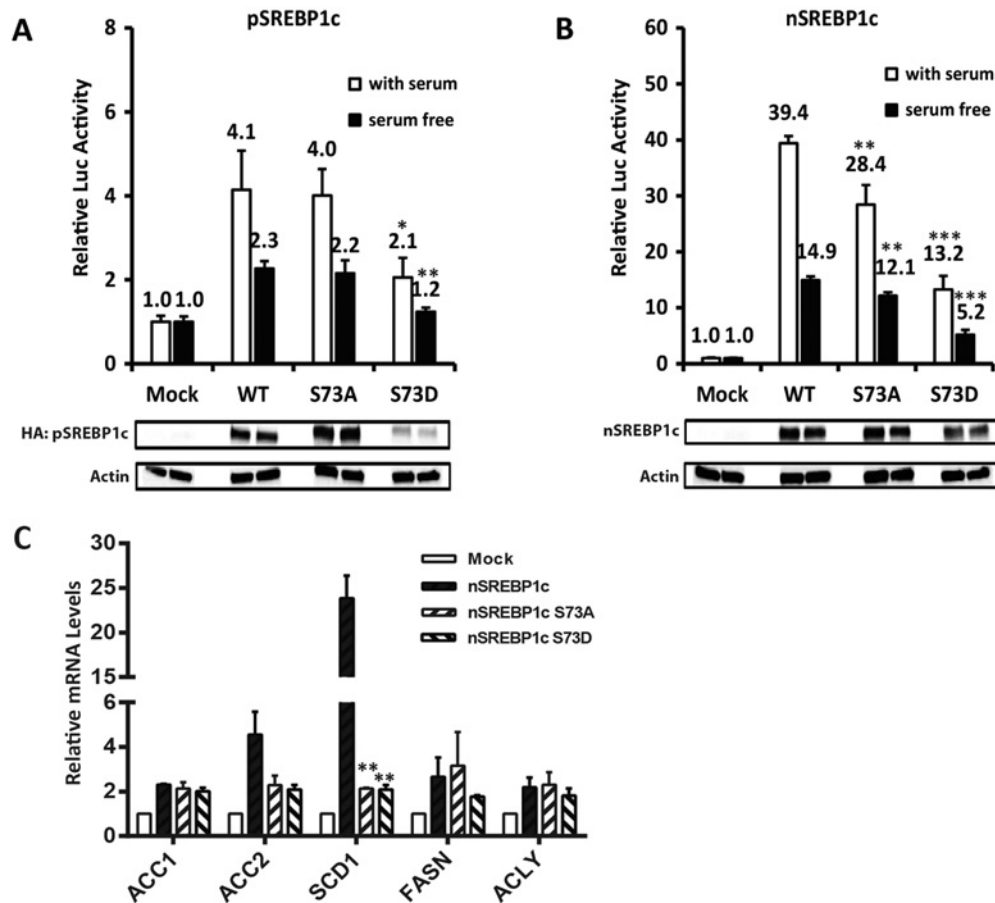 A
pSREBP1c
Relative Luc Activity
8
6
4
2
0
with serum
serum free
1.0 1.0
4.1
2.3
4.0
2.2
*
2.1
**
1.2
Mock WT S73A S73D
HA: pSREBP1c
Actin
B
nSREBP1c
Relative Luc Activity
60
50
40
30
20
10
0
with serum
serum free
1.0 1.0
39.4
14.9
**
28.4
**
12.1
***
13.2
***
5.2
Mock WT S73A S73D
nSREBP1c
Actin
C
Relative mRNA Levels
30
25
20
15
6
4
2
0
Mock
nSREBP1c
nSREBP1c S73A
nSREBP1c S73D
**
**
ACC1 ACC2 SCD1 FASN ACLY